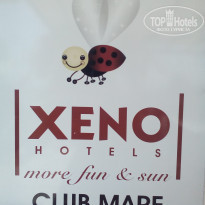 TOP Hotels
XENO
HOTELS
more fun & sun
CLUB MARE